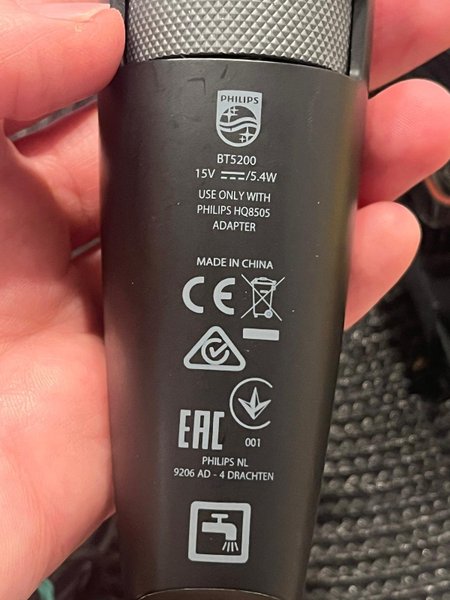 PHILIPS
BT5200
15V ⎓/5.4W
USE ONLY WITH
PHILIPS HQ8505
ADAPTER
MADE IN CHINA
CE
EAC
001
PHILIPS NL
9206 AD - 4 DRACHTEN